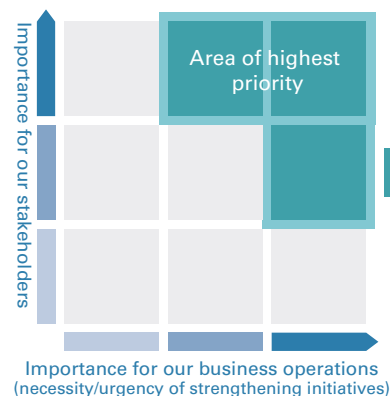 Importance for our stakeholders
Area of highest
priority
Importance for our business operations
(necessity/urgency of strengthening initiatives)